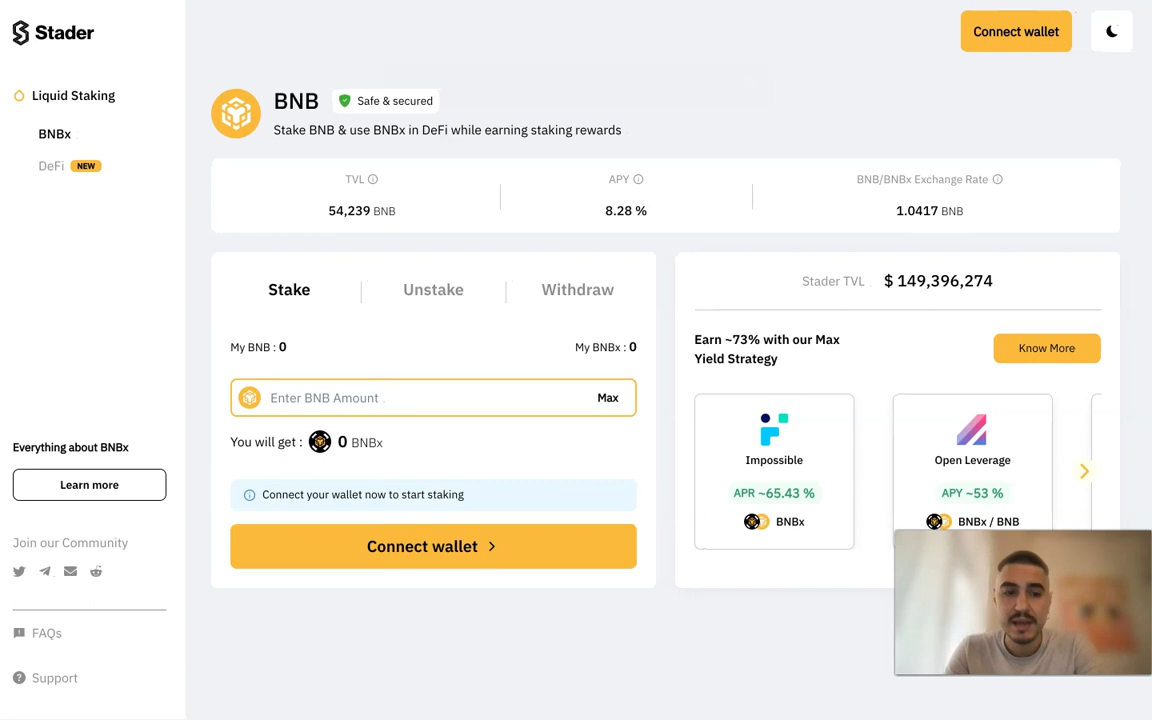 Stader
Connect wallet
Liquid Staking
BNBx
DeFi NEW
BNB
Safe & secured
Stake BNB & use BNBx in DeFi while earning staking rewards
TVL
54,239 BNB
APY
8.28 %
BNB/BNBx Exchange Rate
1.0417 BNB
Stake
Unstake
Withdraw
My BNB : 0
My BNBx : 0
Enter BNB Amount
Max
You will get : 0 BNBx
Connect your wallet now to start staking
Connect wallet
Stader TVL $ 149,396,274
Earn ~73% with our Max
Yield Strategy
Know More
Impossible
APR ~65.43 %
BNBx
Open Leverage
APY ~53 %
BNBx / BNB
Everything about BNBx
Learn more
Join our Community
FAQs
Support